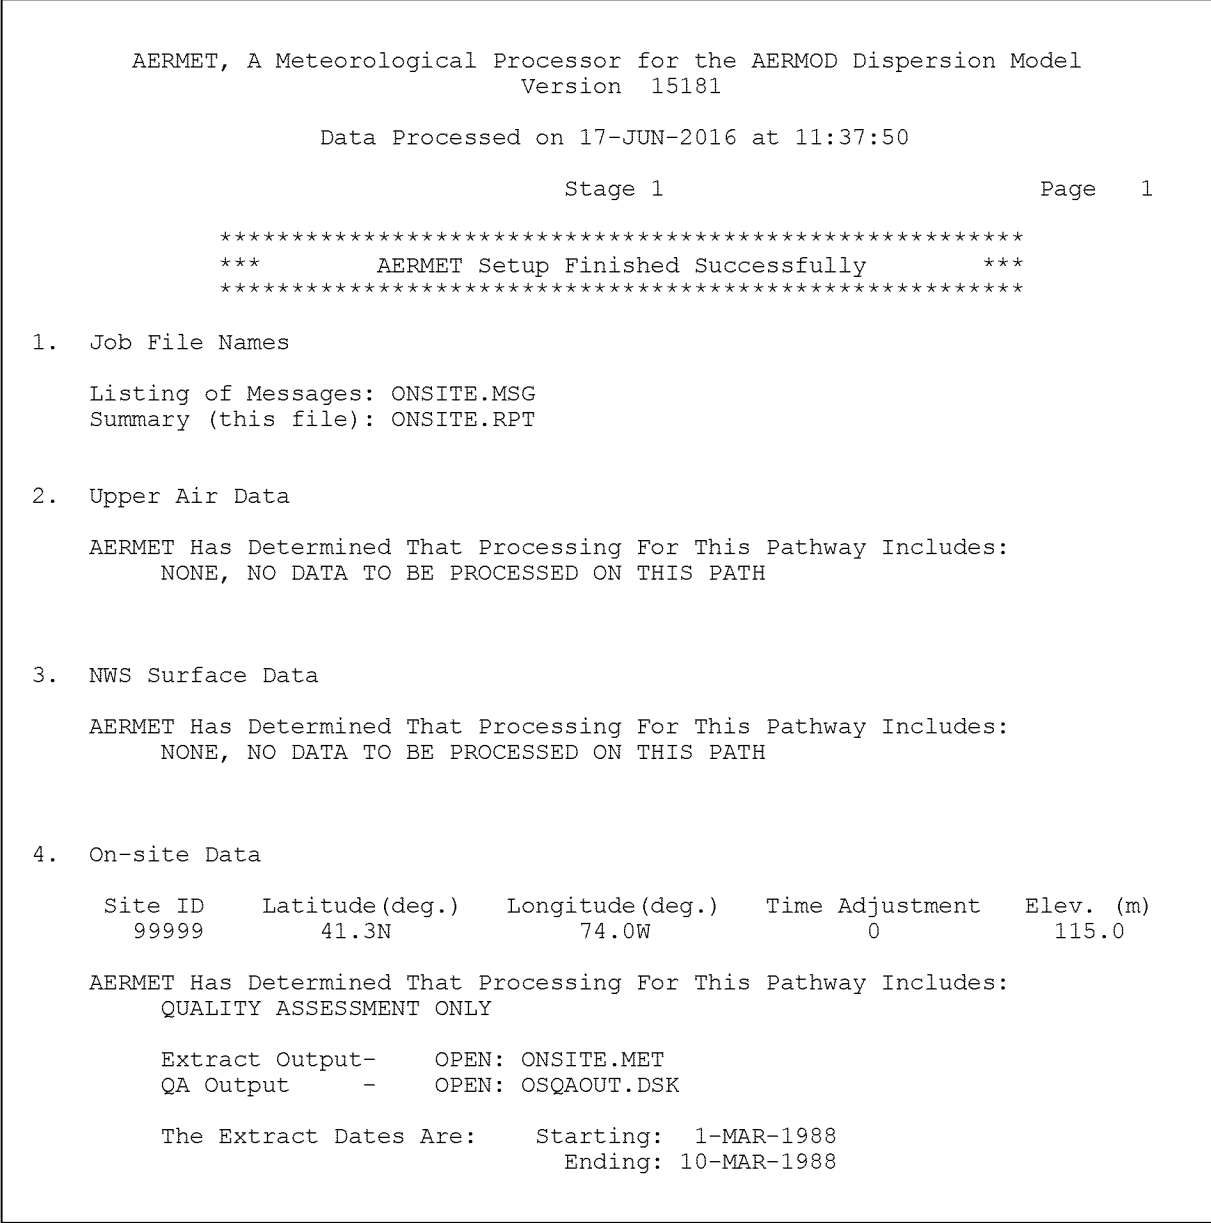 AERMET, A Meteorological Processor for the AERMOD Dispersion Model
Version 15181
Data Processed on 17-JUN-2016 at 11:37:50
Stage 1 Page 1
********************************************************
*** AERMET Setup Finished Successfully ***
********************************************************
1. Job File Names
Listing of Messages: ONSITE.MSG
Summary (this file): ONSITE.RPT
2. Upper Air Data
AERMET Has Determined That Processing For This Pathway Includes:
NONE, NO DATA TO BE PROCESSED ON THIS PATH
3. NWS Surface Data
AERMET Has Determined That Processing For This Pathway Includes:
NONE, NO DATA TO BE PROCESSED ON THIS PATH
4. On-site Data
Site ID Latitude(deg.) Longitude(deg.) Time Adjustment Elev. (m)
99999 41.3N 74.0W 0 115.0
AERMET Has Determined That Processing For This Pathway Includes:
QUALITY ASSESSMENT ONLY
Extract Output- OPEN: ONSITE.MET
QA Output - OPEN: OSQAOUT.DSK
The Extract Dates Are: Starting: 1-MAR-1988
Ending: 10-MAR-1988